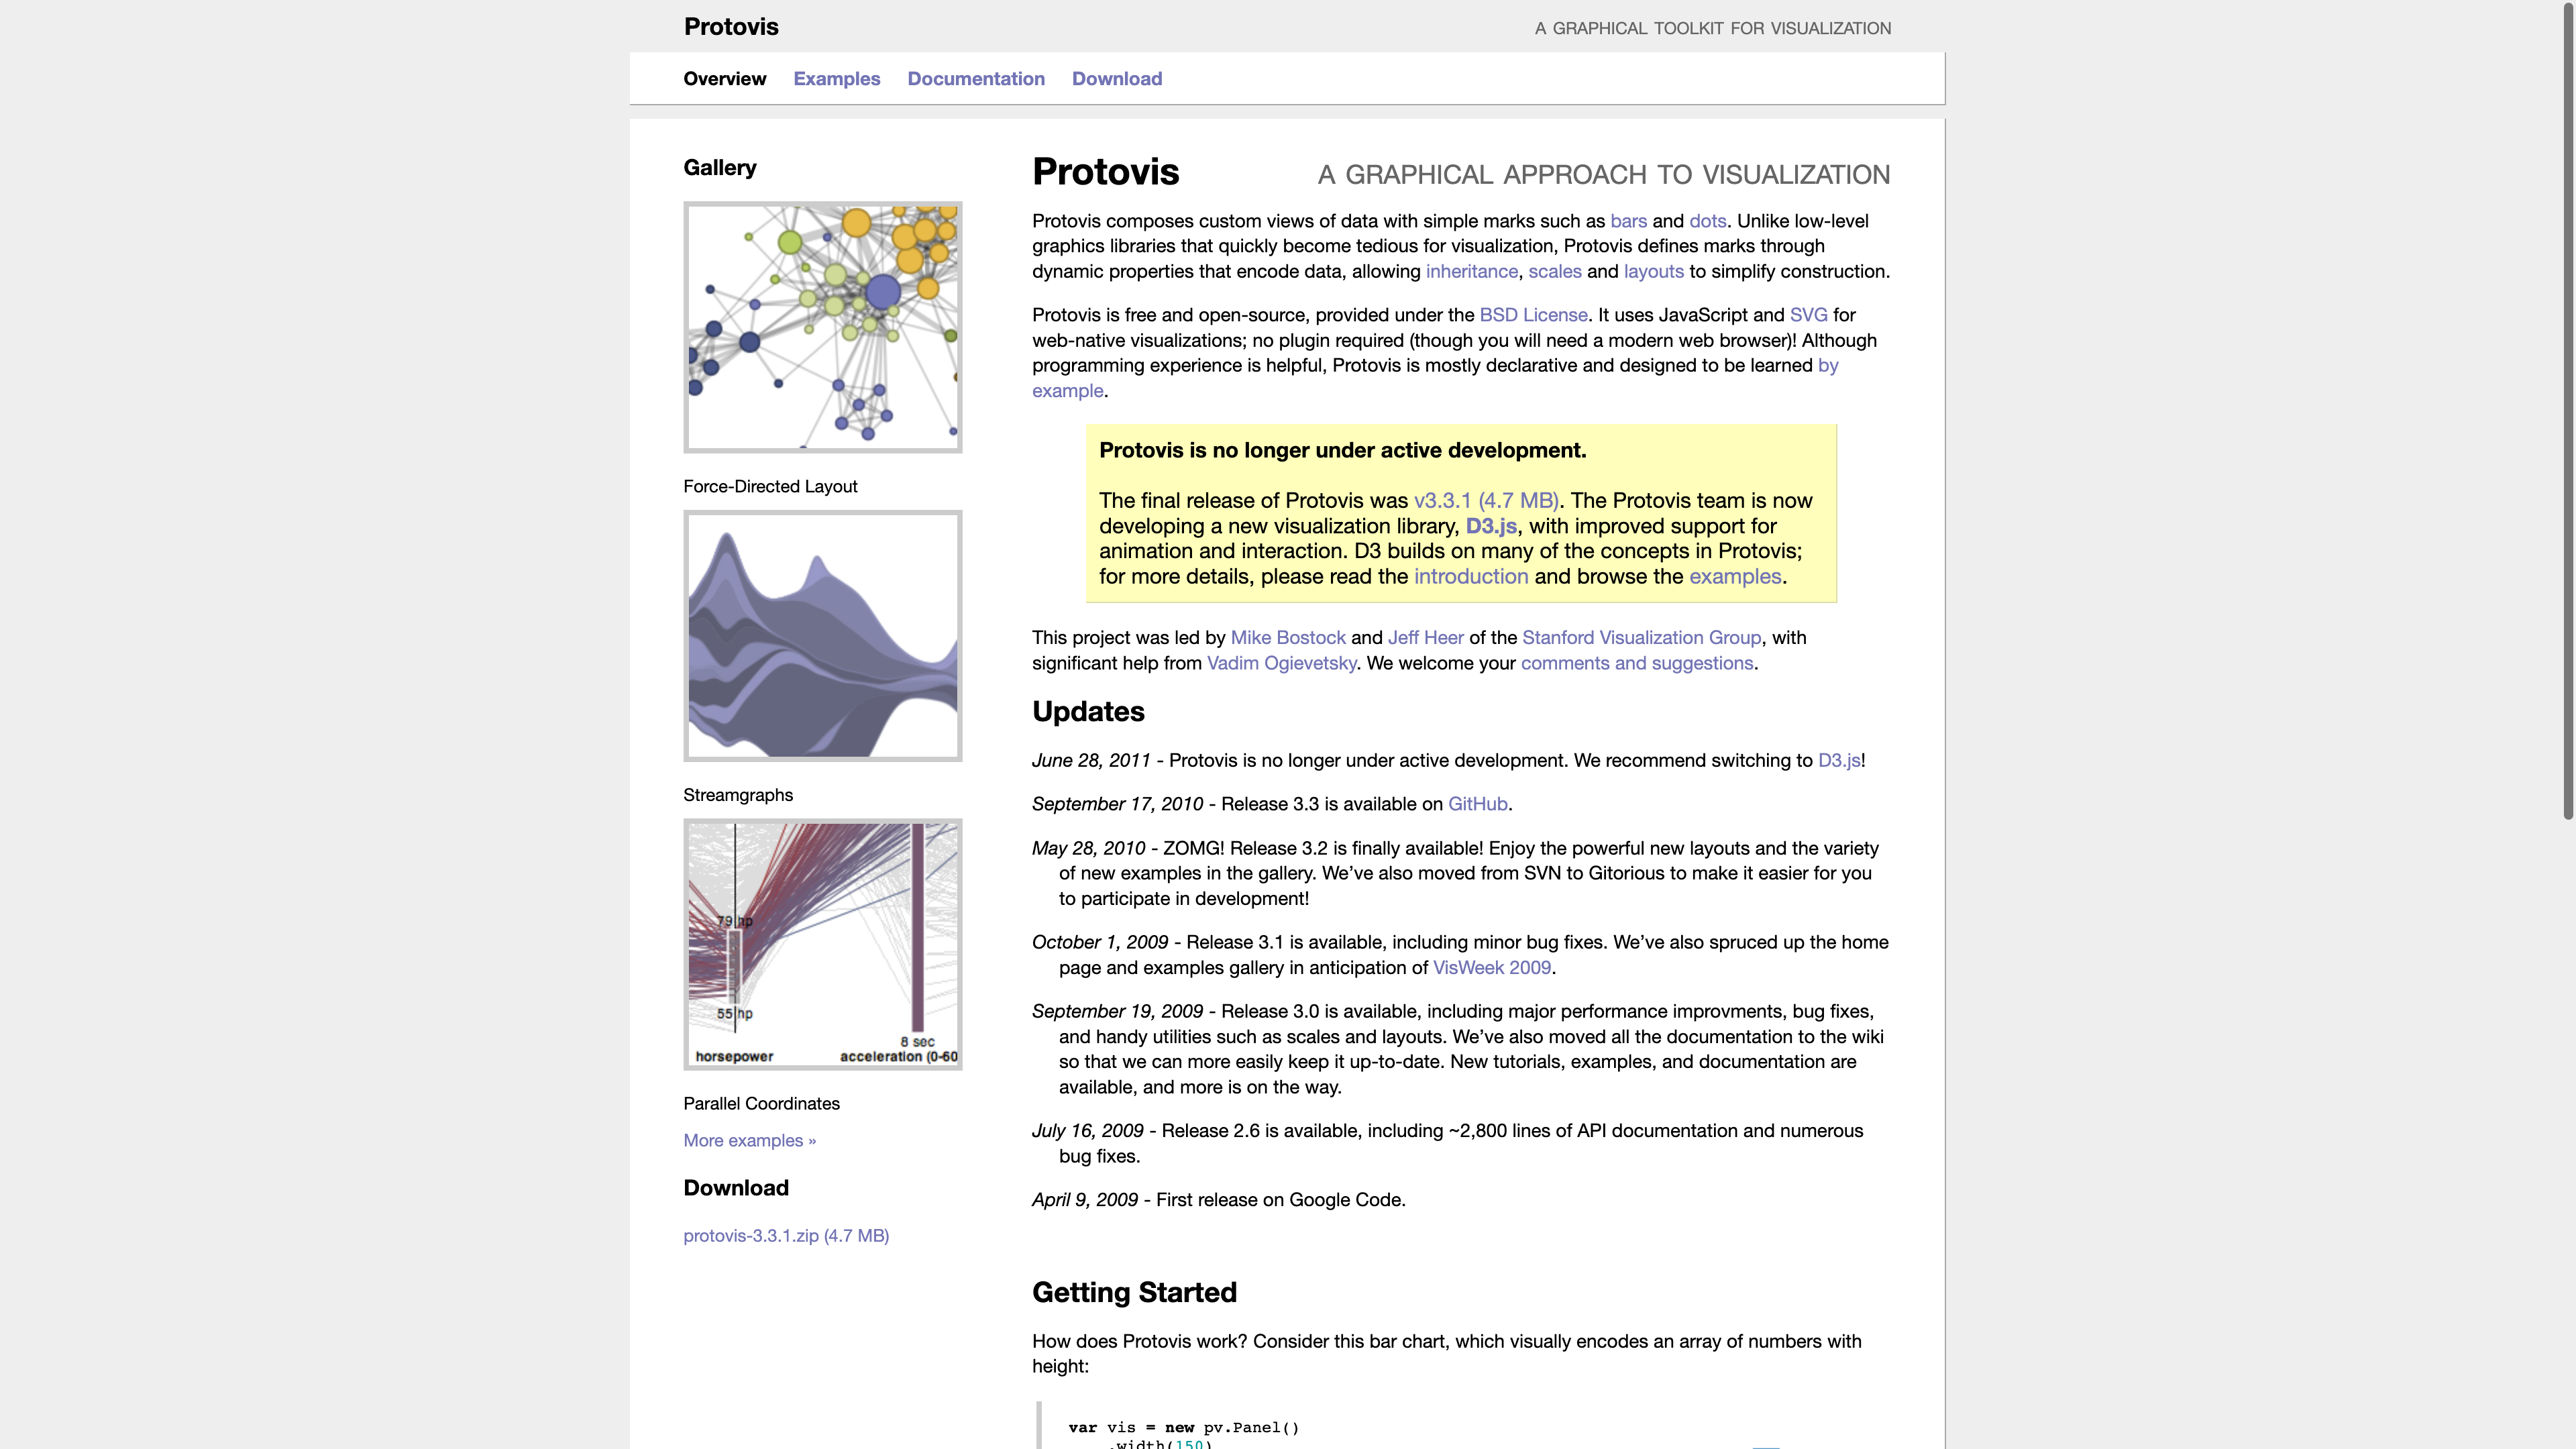 Protovis
A GRAPHICAL TOOLKIT FOR VISUALIZATION
Overview Examples Documentation Download
Gallery
Force-Directed Layout
Streamgraphs
79 hp
55 hp
8 sec
horsepower acceleration (0-60
Parallel Coordinates
More examples »
Download
protovis-3.3.1.zip (4.7 MB)
Protovis A GRAPHICAL APPROACH TO VISUALIZATION
Protovis composes custom views of data with simple marks such as bars and dots. Unlike low-level
graphics libraries that quickly become tedious for visualization, Protovis defines marks through
dynamic properties that encode data, allowing inheritance, scales and layouts to simplify construction.
Protovis is free and open-source, provided under the BSD License. It uses JavaScript and SVG for
web-native visualizations; no plugin required (though you will need a modern web browser)! Although
programming experience is helpful, Protovis is mostly declarative and designed to be learned by
example.
Protovis is no longer under active development.
The final release of Protovis was v3.3.1 (4.7 MB). The Protovis team is now
developing a new visualization library, D3.js, with improved support for
animation and interaction. D3 builds on many of the concepts in Protovis;
for more details, please read the introduction and browse the examples.
This project was led by Mike Bostock and Jeff Heer of the Stanford Visualization Group, with
significant help from Vadim Ogievetsky. We welcome your comments and suggestions.
Updates
June 28, 2011 - Protovis is no longer under active development. We recommend switching to D3.js!
September 17, 2010 - Release 3.3 is available on GitHub.
May 28, 2010 - ZOMG! Release 3.2 is finally available! Enjoy the powerful new layouts and the variety
of new examples in the gallery. We’ve also moved from SVN to Gitorious to make it easier for you
to participate in development!
October 1, 2009 - Release 3.1 is available, including minor bug fixes. We’ve also spruced up the home
page and examples gallery in anticipation of VisWeek 2009.
September 19, 2009 - Release 3.0 is available, including major performance improvments, bug fixes,
and handy utilities such as scales and layouts. We’ve also moved all the documentation to the wiki
so that we can more easily keep it up-to-date. New tutorials, examples, and documentation are
available, and more is on the way.
July 16, 2009 - Release 2.6 is available, including ~2,800 lines of API documentation and numerous
bug fixes.
April 9, 2009 - First release on Google Code.
Getting Started
How does Protovis work? Consider this bar chart, which visually encodes an array of numbers with
height:
var vis = new pv.Panel()
.width(150)